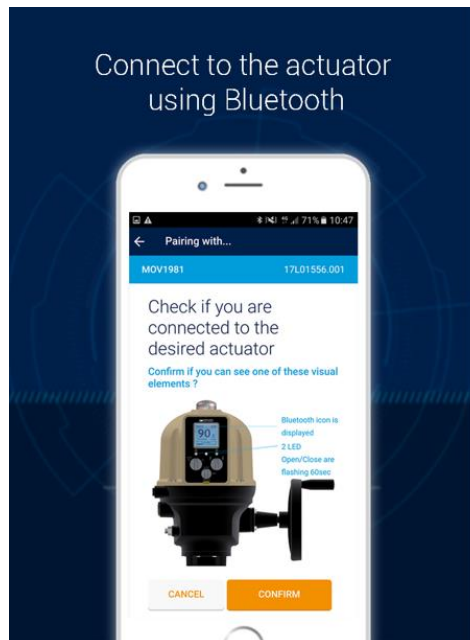 Connect to the actuator
using Bluetooth
71% 10:47
Pairing with...
MOV1981 17L01556.001
Check if you are
connected to the
desired actuator
Confirm if you can see one of these visual
elements ?
Bluetooth icon is
displayed
2 LED
Open/Close are
flashing 60sec
90
CANCEL CONFIRM